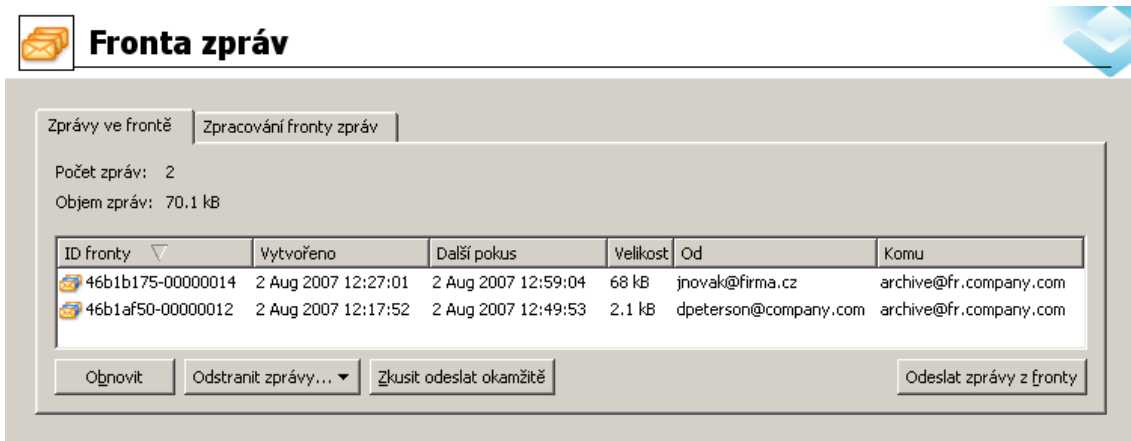 Fronta zpráv
Zprávy ve frontě Zpracování fronty zpráv
Počet zpráv: 2
Objem zpráv: 70.1 kB
ID fronty Vytvořeno Další pokus Velikost Od Komu
46b1b175-00000014 2 Aug 2007 12:27:01 2 Aug 2007 12:59:04 68 kB jnovak@firma.cz archive@fr.company.com
46b1af50-00000012 2 Aug 2007 12:17:52 2 Aug 2007 12:49:53 2.1 kB dpeterson@company.com archive@fr.company.com
Obnovit Odstranit zprávy... Zkusit odeslat okamžitě Odeslat zprávy z fronty